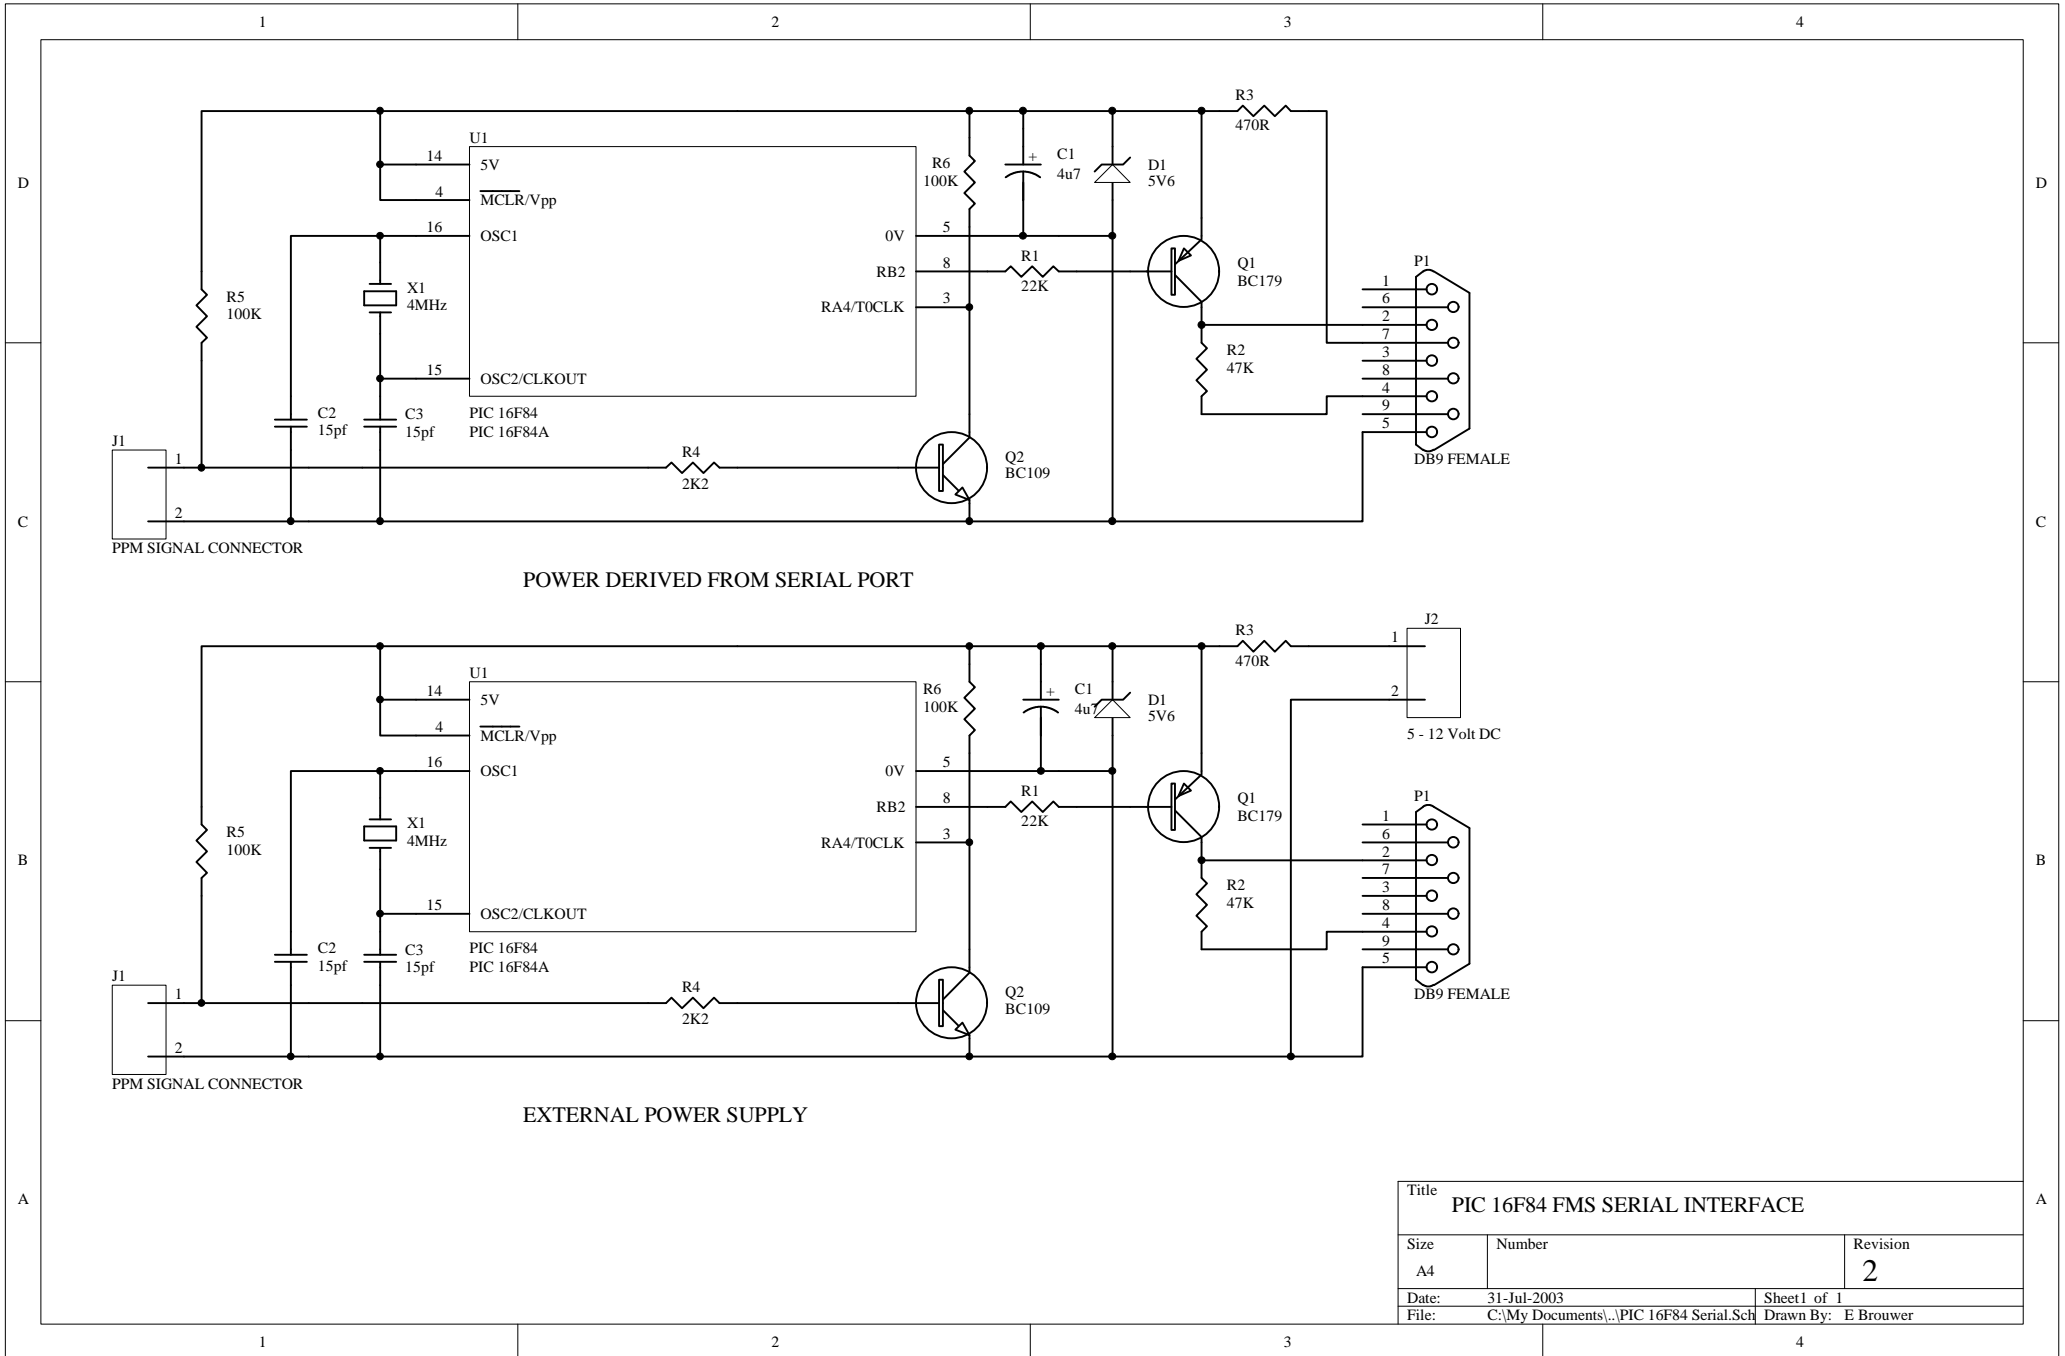 1 2 3 4
D D
C C
B B
A A
R3
470R
U1
14 5V
4 MCLR/Vpp
16 OSC1
15 OSC2/CLKOUT
0V 5
RB2 8
RA4/T0CLK 3
PIC 16F84
PIC 16F84A
R6
100K
C1
+
4u7
D1
5V6
R1
22K
Q1
BC179
R5
100K
X1
4MHz
R2
47K
P1
1
6
2
7
3
8
4
9
5
DB9 FEMALE
C2
15pf
C3
15pf
J1
1
2
PPM SIGNAL CONNECTOR
R4
2K2
Q2
BC109
POWER DERIVED FROM SERIAL PORT
R3
470R
J2
1
2
5 - 12 Volt DC
U1
14 5V
4 MCLR/Vpp
16 OSC1
15 OSC2/CLKOUT
0V 5
RB2 8
RA4/T0CLK 3
PIC 16F84
PIC 16F84A
R6
100K
C1
+
4u7
D1
5V6
R1
22K
Q1
BC179
R5
100K
X1
4MHz
R2
47K
P1
1
6
2
7
3
8
4
9
5
DB9 FEMALE
C2
15pf
C3
15pf
J1
1
2
PPM SIGNAL CONNECTOR
R4
2K2
Q2
BC109
EXTERNAL POWER SUPPLY
Title PIC 16F84 FMS SERIAL INTERFACE
Size Number Revision
A4 2
Date: 31-Jul-2003 Sheet1 of 1
File: C:\My Documents\..\PIC 16F84 Serial.Sch Drawn By: E Brouwer
1 2 3 4